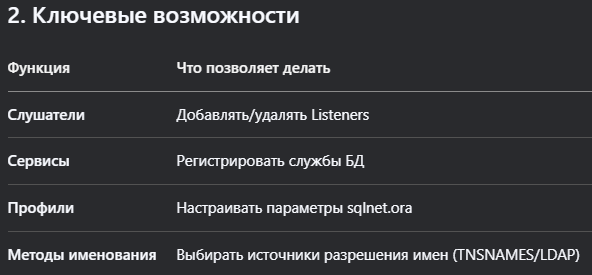 2. Ключевые возможности
Функция Что позволяет делать
Слушатели Добавлять/удалять Listeners
Сервисы Регистрировать службы БД
Профили Настраивать параметры sqlnet.ora
Методы именования Выбирать источники разрешения имен (TNSNAMES/LDAP)